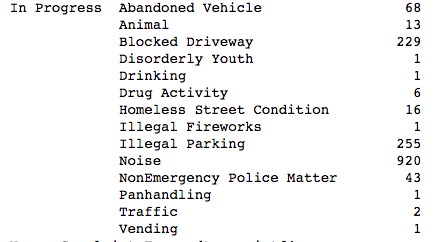 In Progress Abandoned Vehicle 68
Animal 13
Blocked Driveway 229
Disorderly Youth 1
Drinking 1
Drug Activity 6
Homeless Street Condition 16
Illegal Fireworks 1
Illegal Parking 255
Noise 920
NonEmergency Police Matter 43
Panhandling 1
Traffic 2
Vending 1